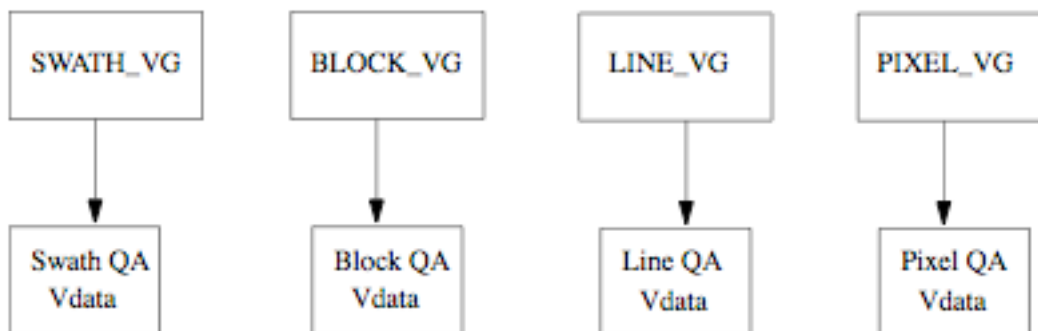 SWATH_VG
BLOCK_VG
LINE_VG
PIXEL_VG
Swath QA
Vdata
Block QA
Vdata
Line QA
Vdata
Pixel QA
Vdata